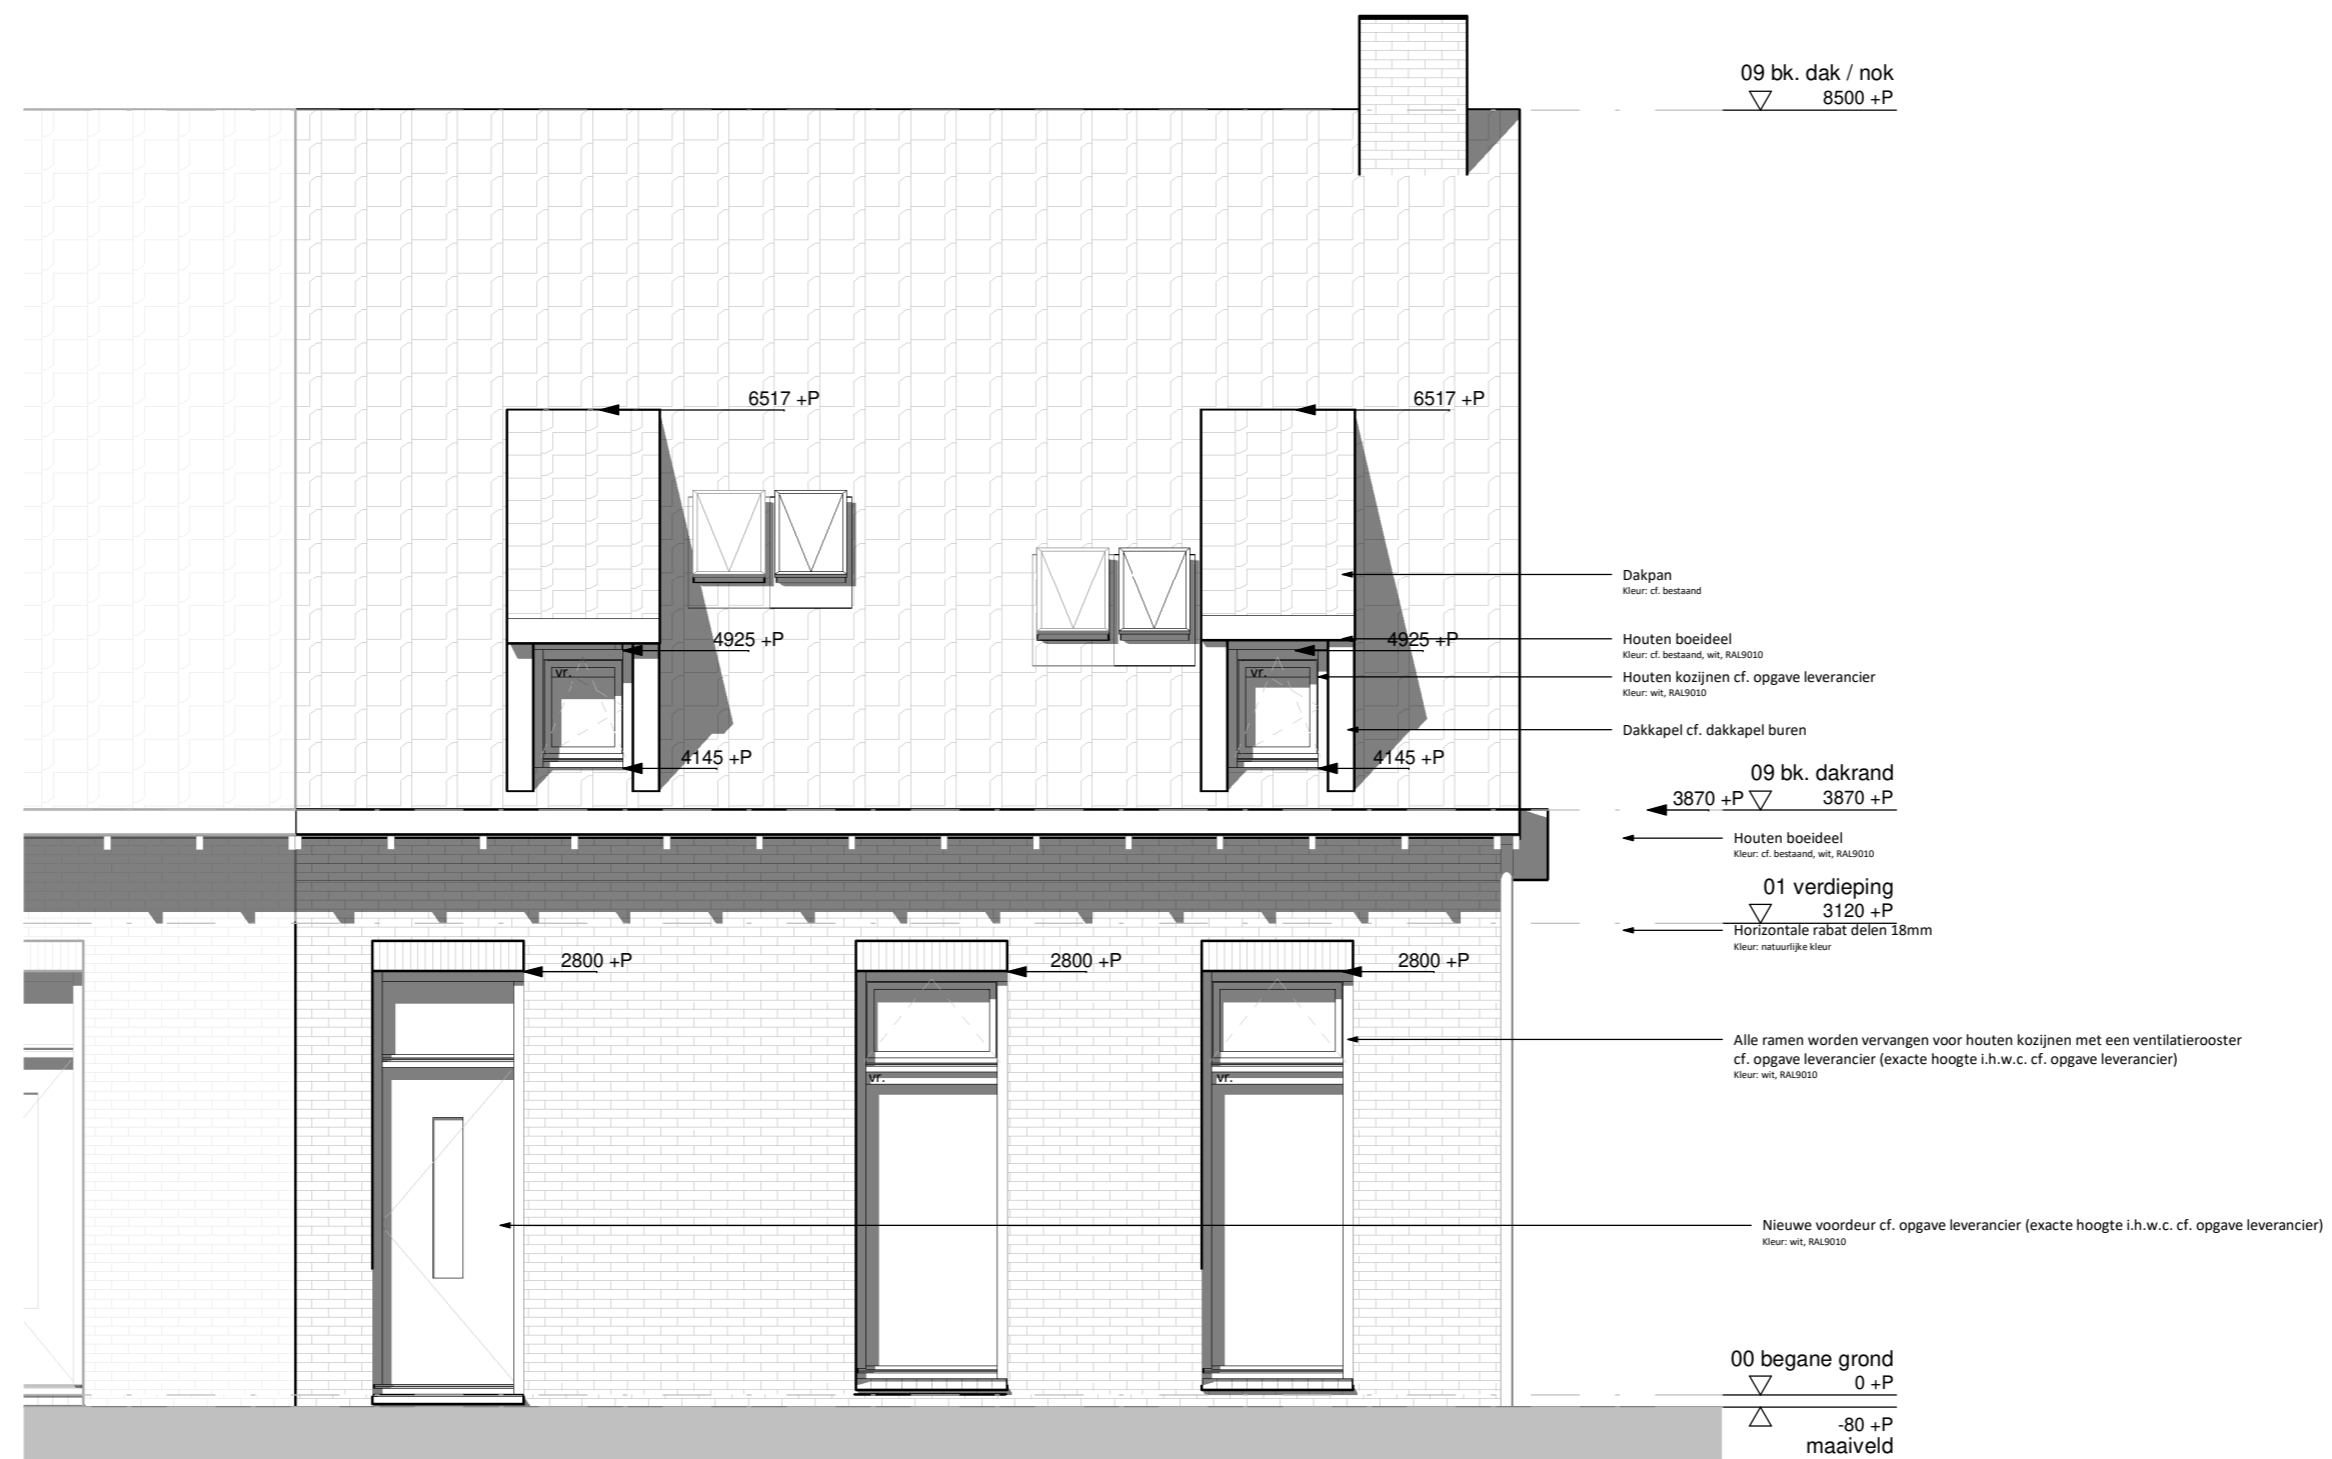 09 bk. dak / nok
8500 +P
6517 +P
6517 +P
Dakpan
Kleur: cf. bestaand
4925 +P
4925 +P
Houten boeideel
Kleur: cf. bestaand, wit, RAL9010
vr.
vr.
Houten kozijnen cf. opgave leverancier
Kleur: wit, RAL9010
Dakkapel cf. dakkapel buren
4145 +P
4145 +P
09 bk. dakrand
3870 +P
3870 +P
Houten boeideel
Kleur: cf. bestaand, wit, RAL9010
01 verdieping
3120 +P
Horizontale rabat delen 18mm
Kleur: natuurlijke kleur
2800 +P
2800 +P
2800 +P
Alle ramen worden vervangen voor houten kozijnen met een ventilatierooster
cf. opgave leverancier (exacte hoogte i.h.w.c. cf. opgave leverancier)
Kleur: wit, RAL9010
vr.
vr.
Nieuwe voordeur cf. opgave leverancier (exacte hoogte i.h.w.c. cf. opgave leverancier)
Kleur: wit, RAL9010
00 begane grond
0 +P
-80 +P
maaiveld